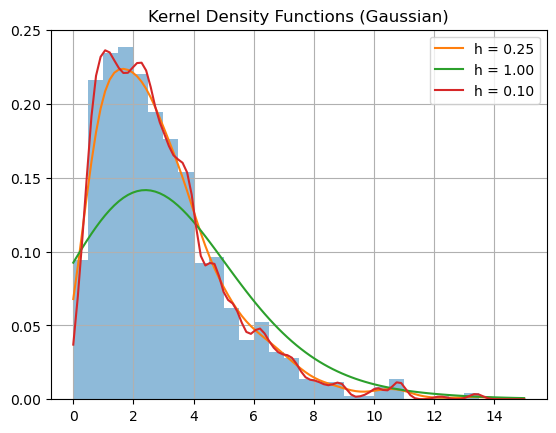 Kernel Density Functions (Gaussian)
h = 0.25
h = 1.00
h = 0.10
0.25
0.20
0.15
0.10
0.05
0.00
0 2 4 6 8 10 12 14